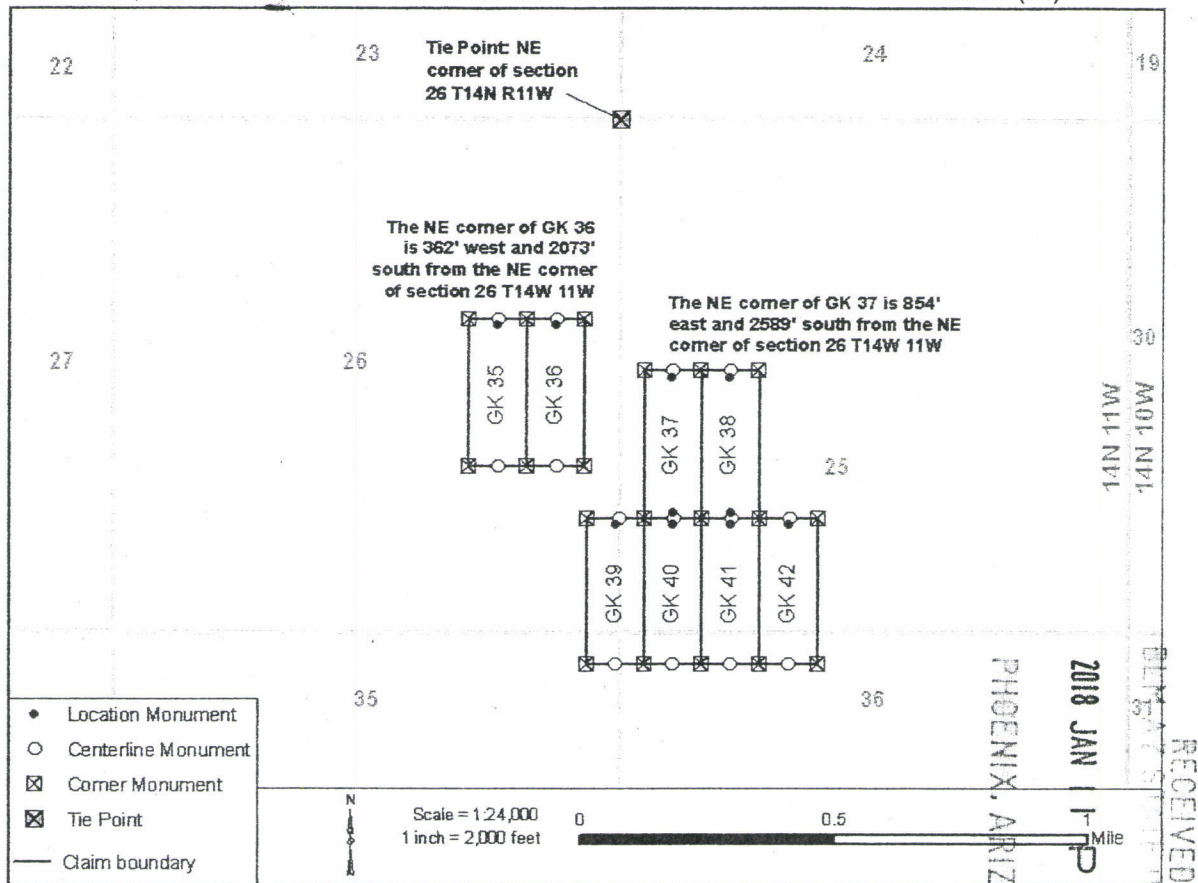 22
23
24
19
Tie Point: NE
corner of section
26 T14N R11W
The NE corner of GK 36
is 362' west and 2073'
south from the NE corner
of section 26 T14W 11W
The NE corner of GK 37 is 854'
east and 2589' south from the NE
corner of section 26 T14W 11W
27
26
25
30
14N 11W
14N 10W
GK 35
GK 36
GK 37
GK 38
GK 39
GK 40
GK 41
GK 42
35
36
31
Location Monument
Centerline Monument
Corner Monument
Tie Point
Claim boundary
N
Scale = 1:24,000
1 inch = 2,000 feet
0
0.5
1
Mile
RECEIVED
2018 JAN
PHOENIX, ARIZ